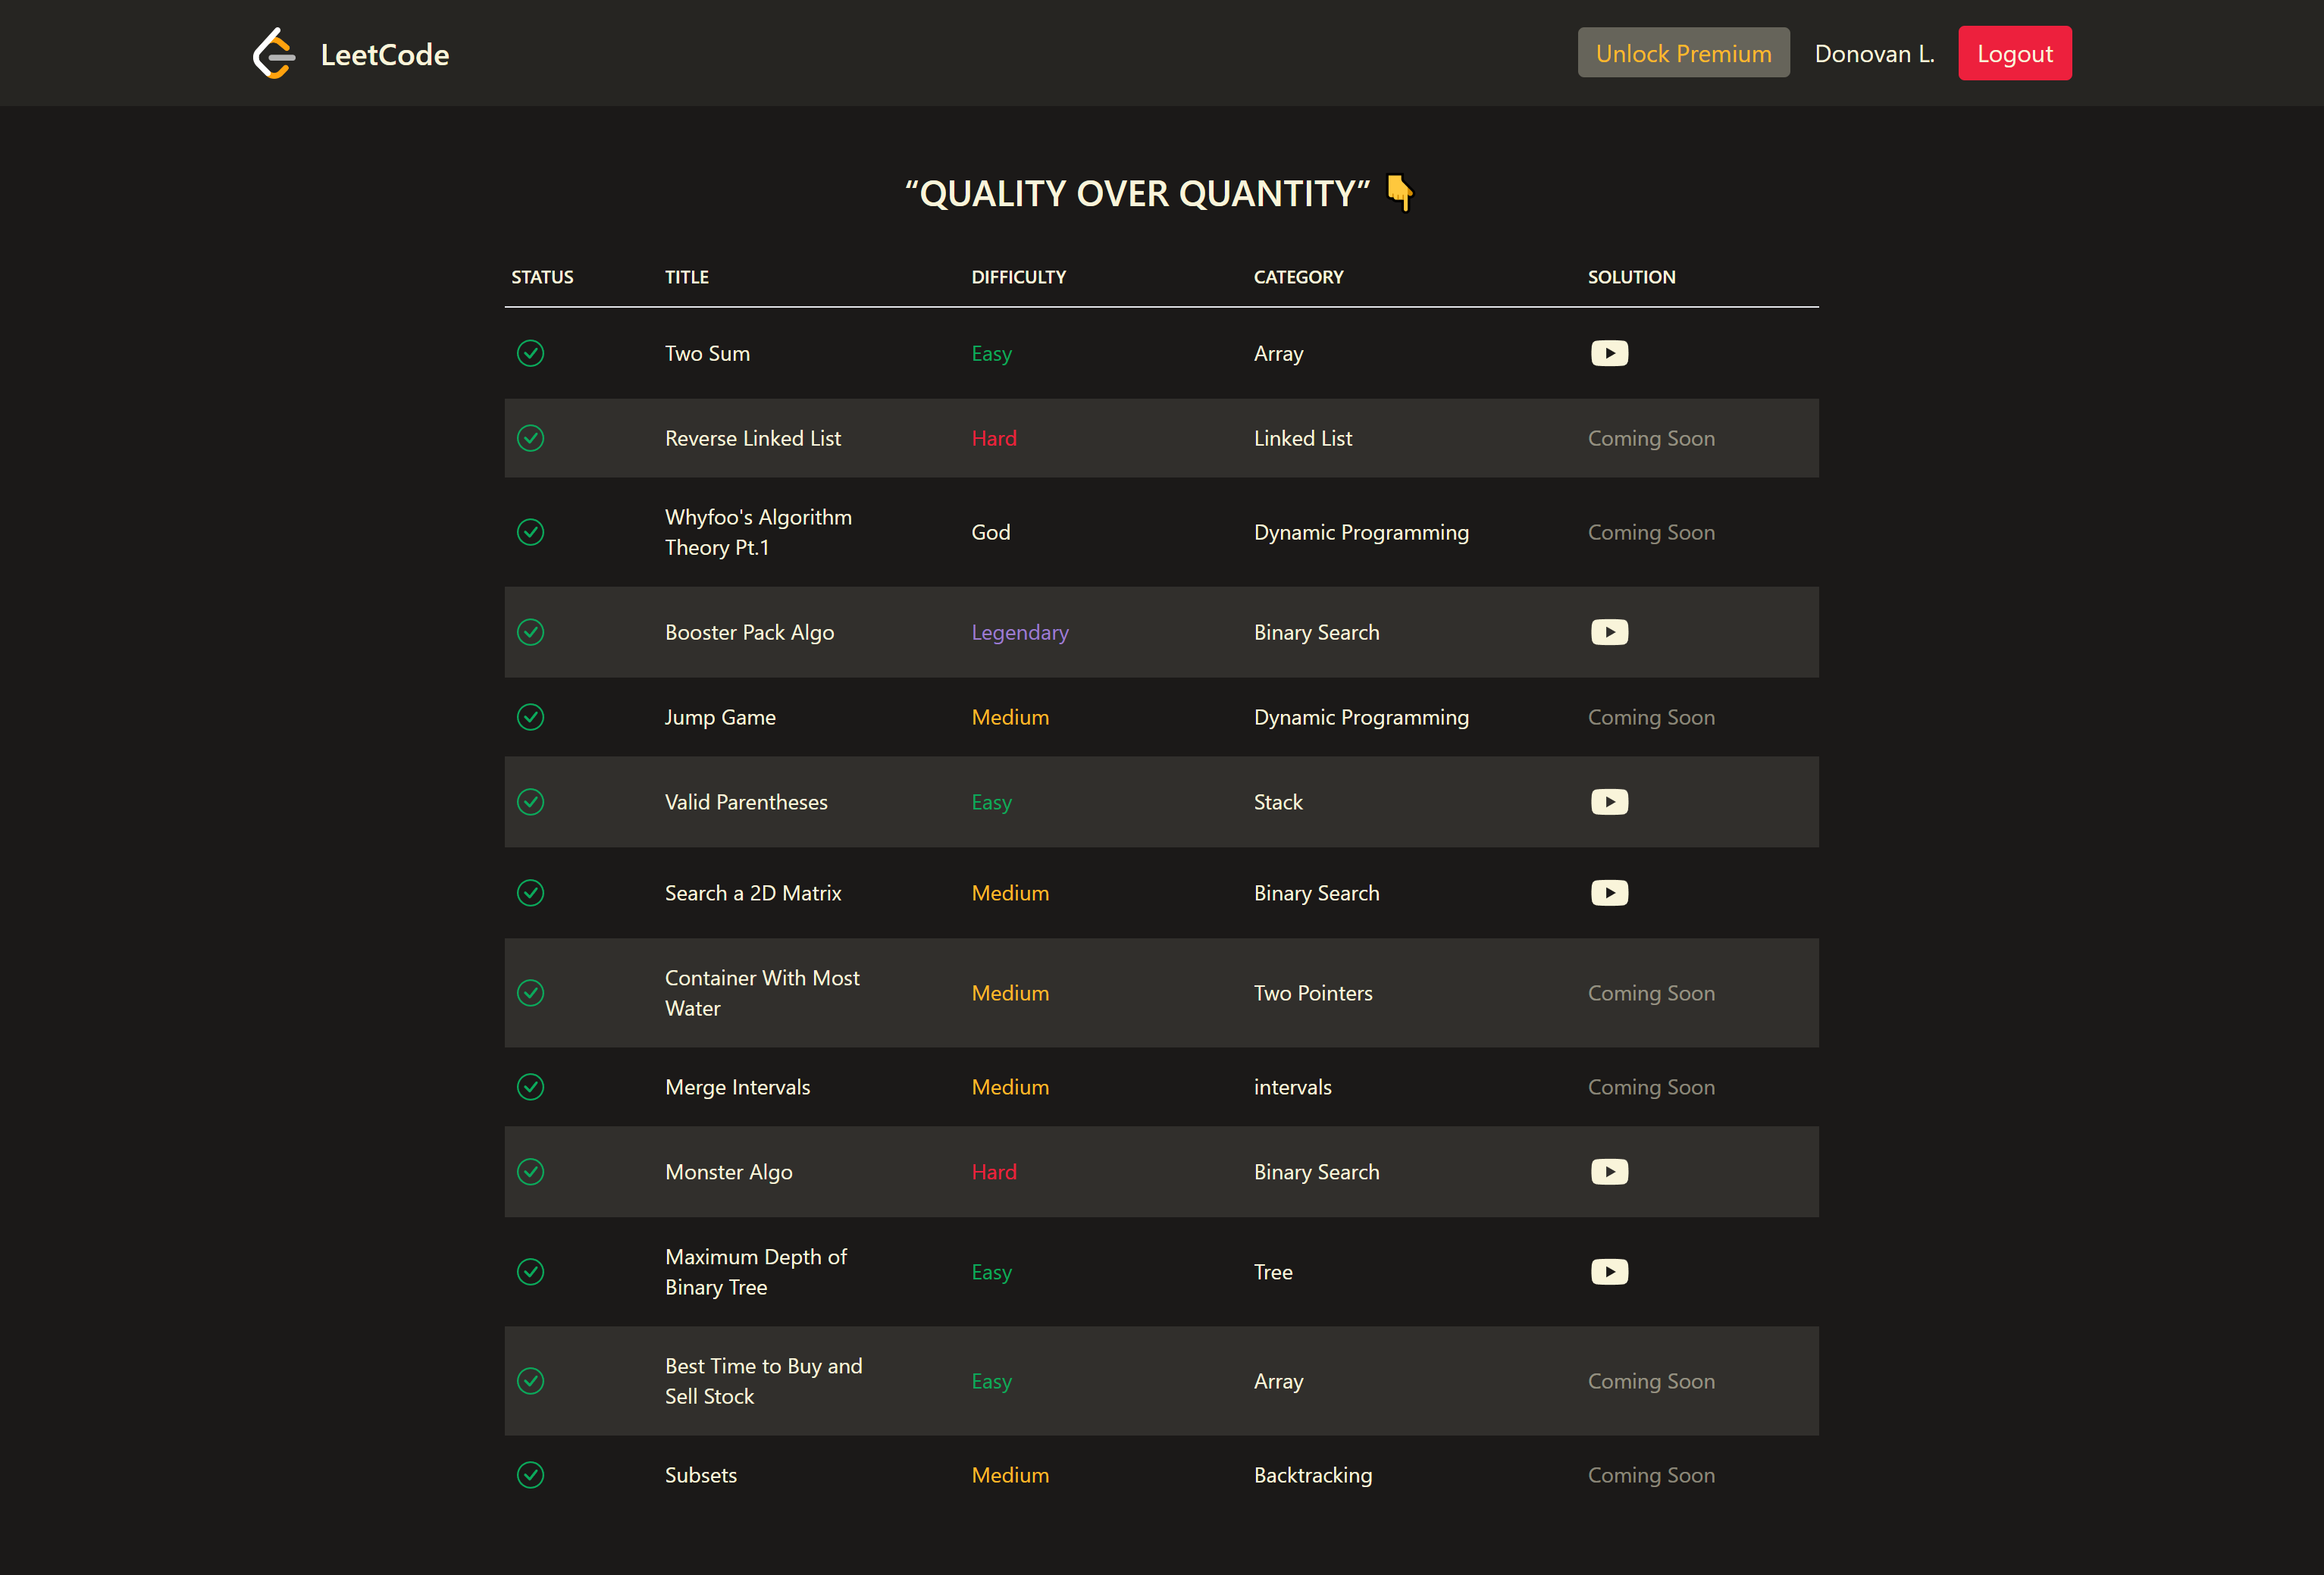 LeetCode
Unlock Premium
Donovan L.
Logout
“QUALITY OVER QUANTITY” 👇
STATUS TITLE DIFFICULTY CATEGORY SOLUTION
Two Sum Easy Array
Reverse Linked List Hard Linked List Coming Soon
Whyfoo's Algorithm
Theory Pt.1 God Dynamic Programming Coming Soon
Booster Pack Algo Legendary Binary Search
Jump Game Medium Dynamic Programming Coming Soon
Valid Parentheses Easy Stack
Search a 2D Matrix Medium Binary Search
Container With Most
Water Medium Two Pointers Coming Soon
Merge Intervals Medium intervals Coming Soon
Monster Algo Hard Binary Search
Maximum Depth of
Binary Tree Easy Tree
Best Time to Buy and
Sell Stock Easy Array Coming Soon
Subsets Medium Backtracking Coming Soon